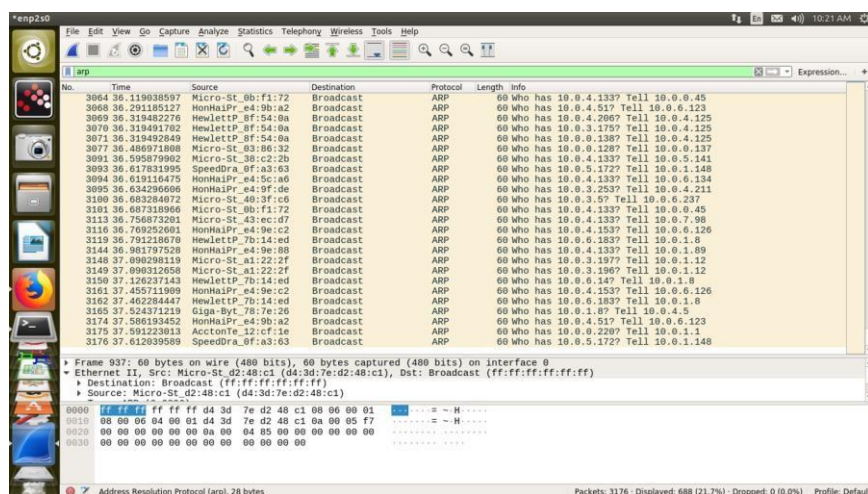 *enp2s0 En 10:21 AM
File Edit View Go Capture Analyze Statistics Telephony Wireless Tools Help
arp Expression... +
No. Time Source Destination Protocol Length Info
3064 36.119038597 Micro-St_0b:f1:72 Broadcast ARP 60 Who has 10.0.4.133? Tell 10.0.0.45
3068 36.291185127 HonHaiPr_e4:9b:a2 Broadcast ARP 60 Who has 10.0.4.51? Tell 10.0.6.123
3069 36.319482276 HewlettP_8f:54:0a Broadcast ARP 60 Who has 10.0.4.206? Tell 10.0.4.125
3070 36.319491702 HewlettP_8f:54:0a Broadcast ARP 60 Who has 10.0.3.175? Tell 10.0.4.125
3071 36.319492849 HewlettP_8f:54:0a Broadcast ARP 60 Who has 10.0.0.138? Tell 10.0.4.125
3077 36.486971808 Micro-St_03:86:32 Broadcast ARP 60 Who has 10.0.0.128? Tell 10.0.0.137
3091 36.595879902 Micro-St_38:c2:2b Broadcast ARP 60 Who has 10.0.4.133? Tell 10.0.5.141
3093 36.617831995 SpeedDra_0f:a3:63 Broadcast ARP 60 Who has 10.0.5.172? Tell 10.0.1.148
3094 36.619116475 HonHaiPr_e4:5c:a6 Broadcast ARP 60 Who has 10.0.4.133? Tell 10.0.6.134
3095 36.634296606 HonHaiPr_e4:9f:de Broadcast ARP 60 Who has 10.0.3.253? Tell 10.0.4.211
3100 36.683284072 Micro-St_40:3f:c6 Broadcast ARP 60 Who has 10.0.3.5? Tell 10.0.6.237
3101 36.687318966 Micro-St_0b:f1:72 Broadcast ARP 60 Who has 10.0.4.133? Tell 10.0.0.45
3113 36.756873201 Micro-St_43:ec:d7 Broadcast ARP 60 Who has 10.0.4.133? Tell 10.0.7.98
3116 36.769252601 HonHaiPr_e4:9e:c2 Broadcast ARP 60 Who has 10.0.4.153? Tell 10.0.6.126
3119 36.791218670 HewlettP_7b:14:ed Broadcast ARP 60 Who has 10.0.6.183? Tell 10.0.1.8
3144 36.981797528 HonHaiPr_e4:9e:88 Broadcast ARP 60 Who has 10.0.4.133? Tell 10.0.1.89
3148 37.090298119 Micro-St_a1:22:2f Broadcast ARP 60 Who has 10.0.3.197? Tell 10.0.1.12
3149 37.090312658 Micro-St_a1:22:2f Broadcast ARP 60 Who has 10.0.3.196? Tell 10.0.1.12
3150 37.126237143 HewlettP_7b:14:ed Broadcast ARP 60 Who has 10.0.6.14? Tell 10.0.1.8
3161 37.455711909 HonHaiPr_e4:9e:c2 Broadcast ARP 60 Who has 10.0.4.153? Tell 10.0.6.126
3162 37.462284447 HewlettP_7b:14:ed Broadcast ARP 60 Who has 10.0.6.183? Tell 10.0.1.8
3165 37.524371219 Giga-Byt_78:7e:26 Broadcast ARP 60 Who has 10.0.1.8? Tell 10.0.4.5
3174 37.586193452 HonHaiPr_e4:9b:a2 Broadcast ARP 60 Who has 10.0.4.51? Tell 10.0.6.123
3175 37.591223013 AcctonTe_12:cf:1e Broadcast ARP 60 Who has 10.0.0.220? Tell 10.0.1.1
3176 37.612039589 SpeedDra_0f:a3:63 Broadcast ARP 60 Who has 10.0.5.172? Tell 10.0.1.148
Frame 937: 60 bytes on wire (480 bits), 60 bytes captured (480 bits) on interface 0
Ethernet II, Src: Micro-St_d2:48:c1 (d4:3d:7e:d2:48:c1), Dst: Broadcast (ff:ff:ff:ff:ff:ff)
Destination: Broadcast (ff:ff:ff:ff:ff:ff)
Source: Micro-St_d2:48:c1 (d4:3d:7e:d2:48:c1)
0000 ff ff ff ff ff ff d4 3d 7e d2 48 c1 08 06 00 01 .......= ~.H.....
0010 08 00 06 04 00 01 d4 3d 7e d2 48 c1 0a 00 05 f7 .......= ~.H.....
0020 00 00 00 00 00 00 0a 00 04 85 00 00 00 00 00 00 ........ ........
0030 00 00 00 00 00 00 00 00 00 00 00 00 ........ ....
Address Resolution Protocol (arp), 28 bytes Packets: 3176 · Displayed: 688 (21.7%) · Dropped: 0 (0.0%) Profile: Defaul